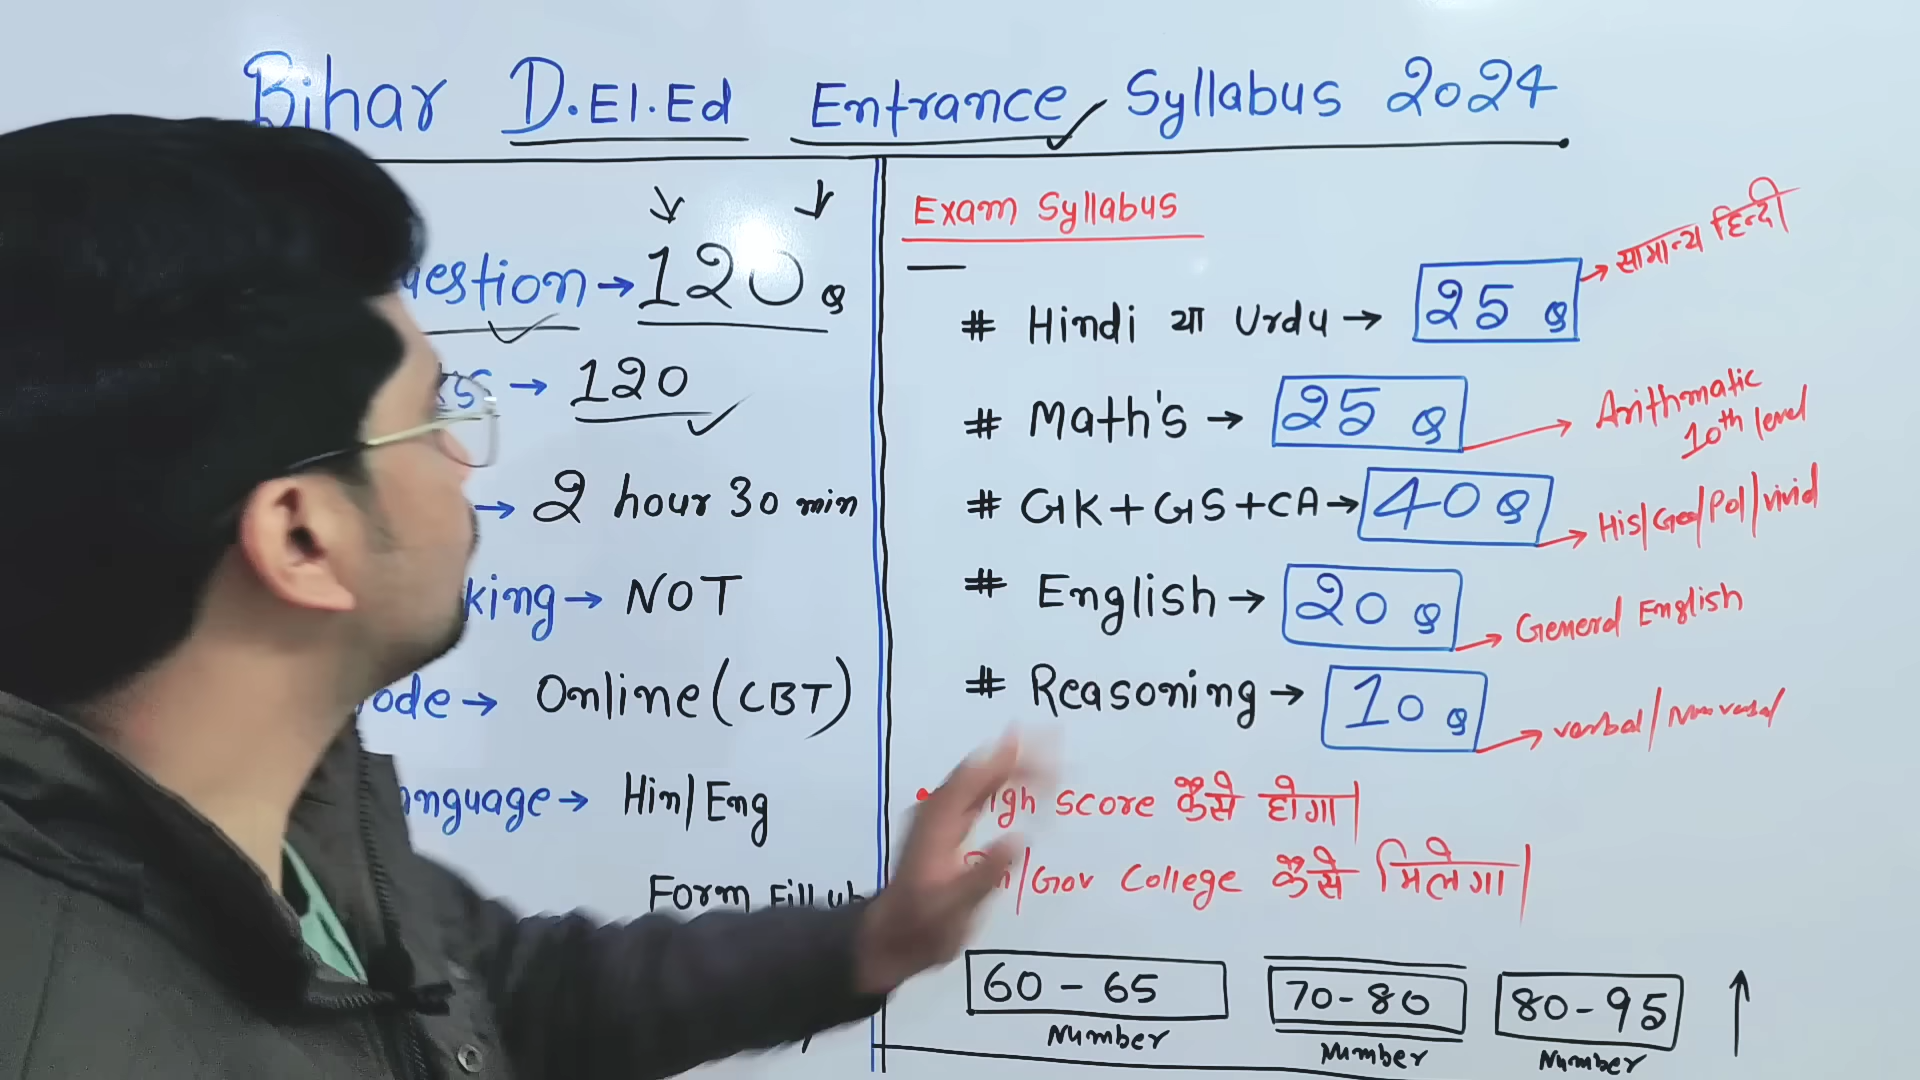 Bihar D.El.Ed Entrance Syllabus 2024
uestion → 120 Q
→ 120
→ 2 hour 30 min
king → NOT
ode → Online (CBT)
anguage → Hin/Eng
Form Fill up
Exam Syllabus
# Hindi या Urdu → 25 Q → सामान्य हिन्दी
# Math's → 25 Q → Arithmatic 10th level
# GK+GS+CA → 40 Q → His/Geo/Pol/vivid
# English → 20 Q → General English
# Reasoning → 10 Q → verbal/
igh score कैसे होगा|
/Gov College कैसे मिलेगा|
60 - 65 70-80 80-95
Number Number Number